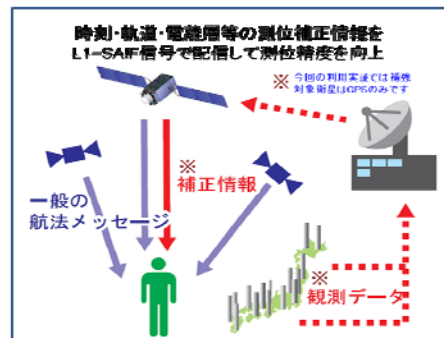 時刻・軌道・電離層等の測位補正情報を
L1-SAIF信号で配信して測位精度を向上
※ 今回の利用実証では補強
対象衛星はGPSのみです
※
補正情報
一般の
航法メッセージ
※
観測データ